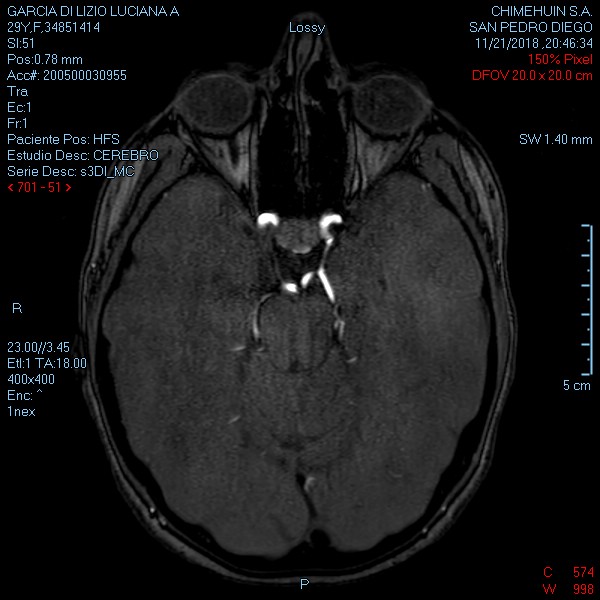 GARCIA DI LIZIO LUCIANA A
29Y,F,34851414
Sl:51
Pos:0.78 mm
Acc#: 200500030955
Tra
Ec:1
Fr:1
Paciente Pos: HFS
Estudio Desc: CEREBRO
Serie Desc: s3DI_MC
< 701 - 51 >
Lossy
CHIMEHUIN S.A.
SAN PEDRO DIEGO
11/21/2018 ,20:46:34
150% Pixel
DFOV 20.0 x 20.0 cm
SW 1.40 mm
R
23.00//3.45
Etl:1 TA:18.00
400x400
Enc: ^
1nex
5 cm
P
C 574
W 998